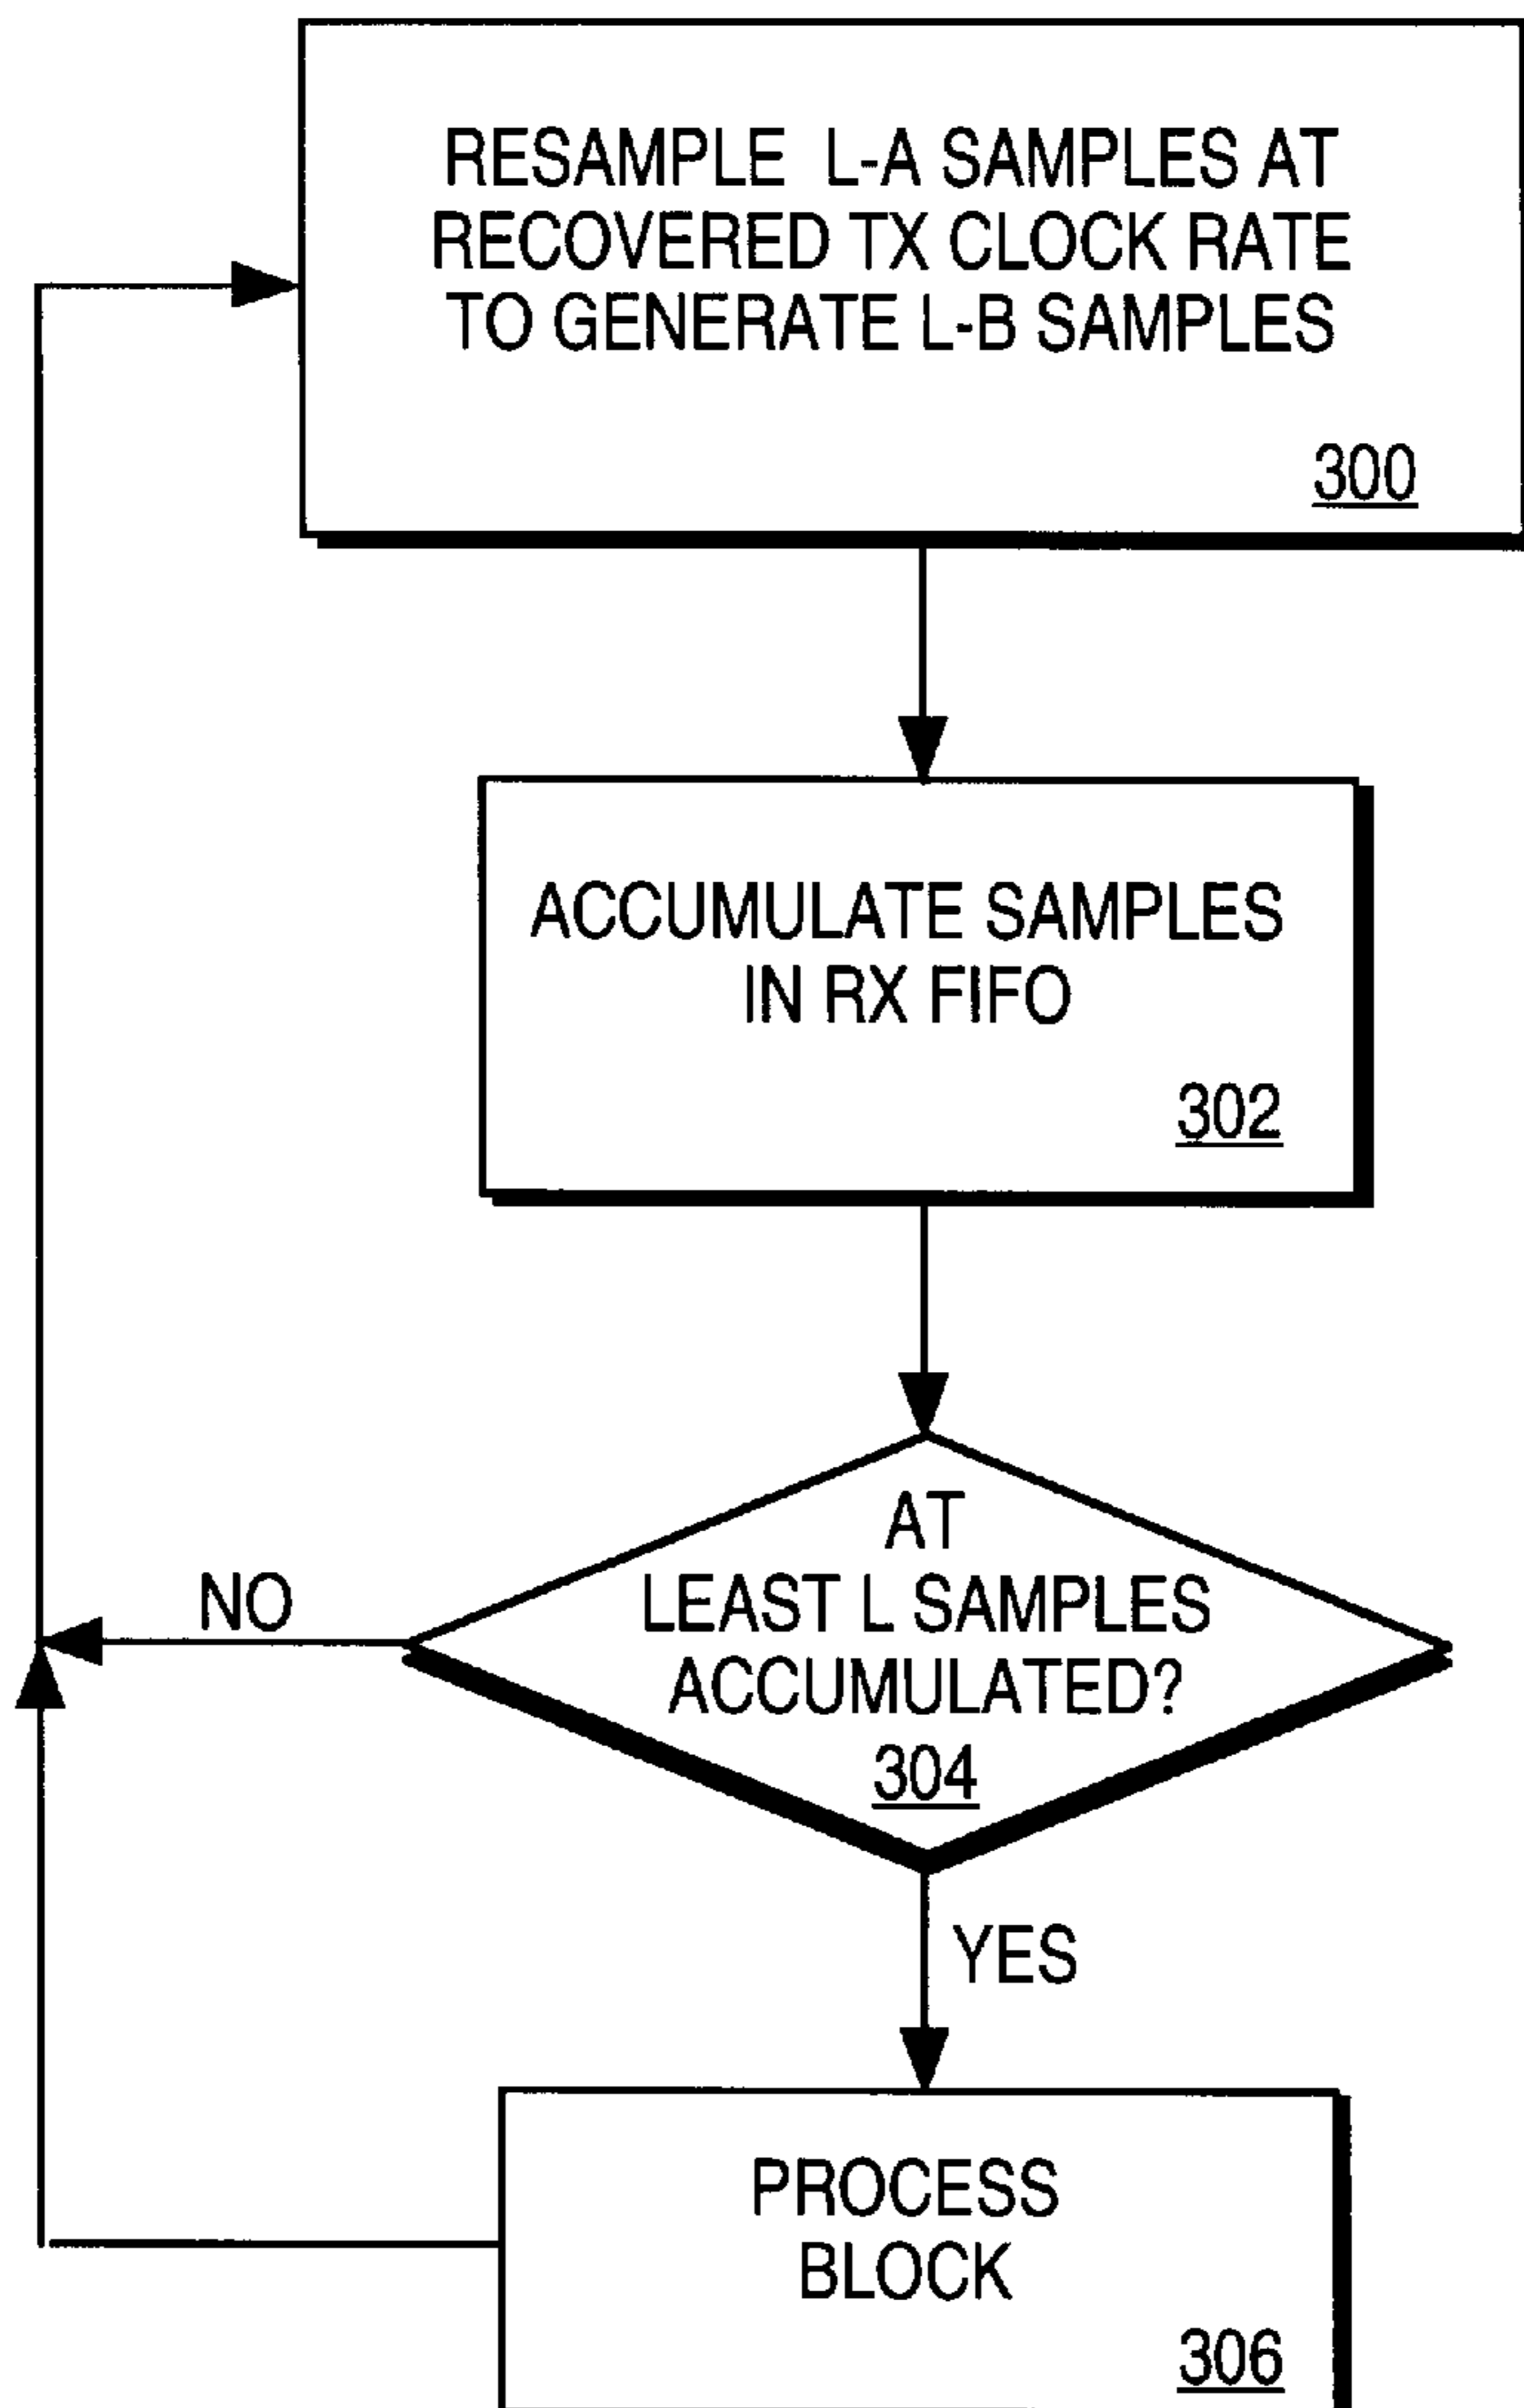 RESAMPLE L-A SAMPLES AT
RECOVERED TX CLOCK RATE
TO GENERATE L-B SAMPLES
300
ACCUMULATE SAMPLES
IN RX FIFO
302
AT
LEAST L SAMPLES
ACCUMULATED?
304
NO
YES
PROCESS
BLOCK
306